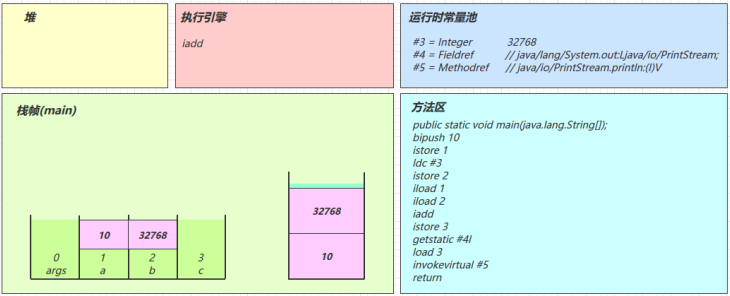 堆
执行引擎
iadd
运行时常量池
#3 = Integer 32768
#4 = Fieldref // java/lang/System.out:Ljava/io/PrintStream;
#5 = Methodref // java/io/PrintStream.println:(I)V
栈帧(main)
32768
10 32768
10
0 1 2 3
args a b c
方法区
public static void main(java.lang.String[]);
bipush 10
istore 1
ldc #3
istore 2
iload 1
iload 2
iadd
istore 3
getstatic #4I
load 3
invokevirtual #5
return